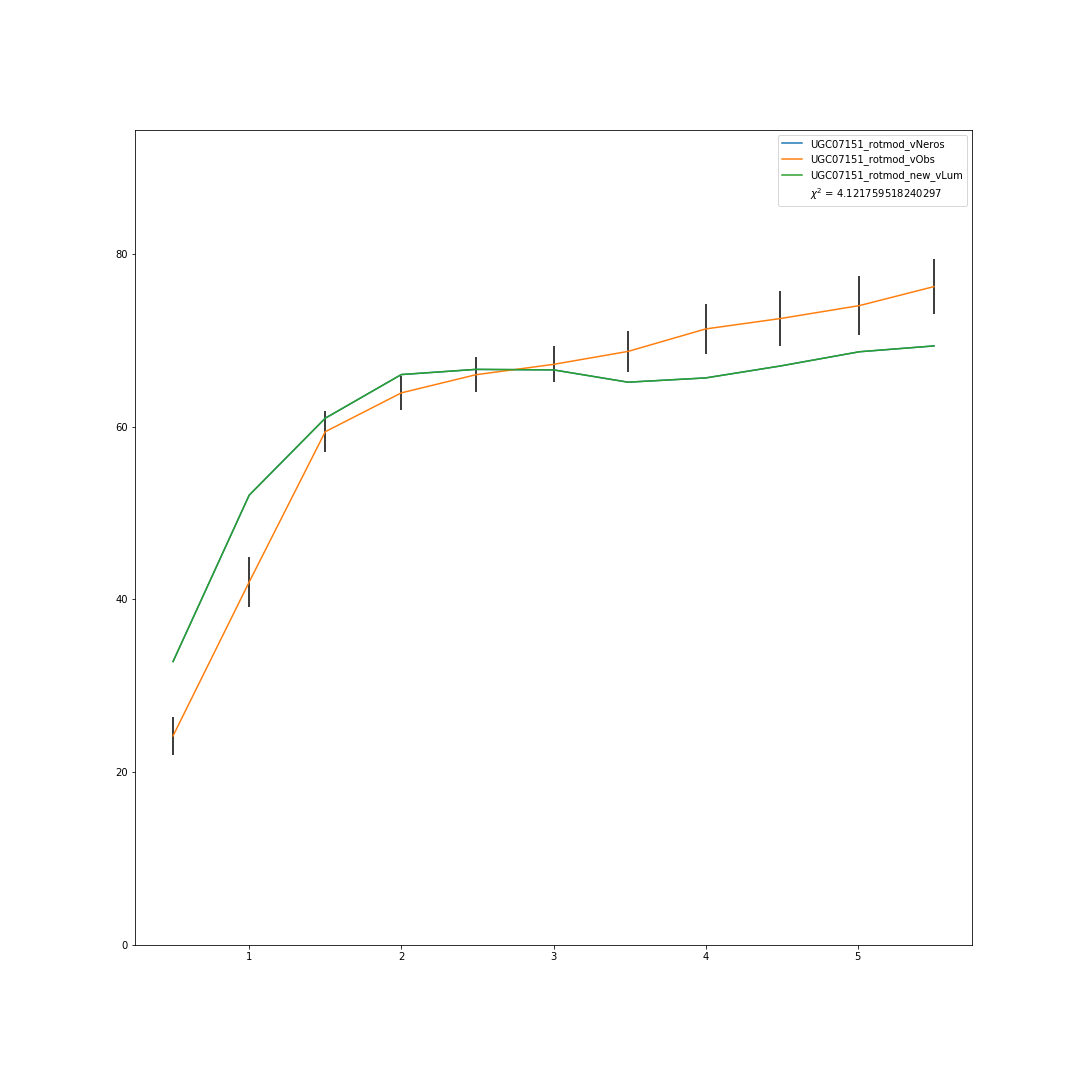 UGC07151_rotmod_vNeros
UGC07151_rotmod_vObs
UGC07151_rotmod_new_vLum
χ² = 4.121759518240297
80
60
40
20
0
1 2 3 4 5